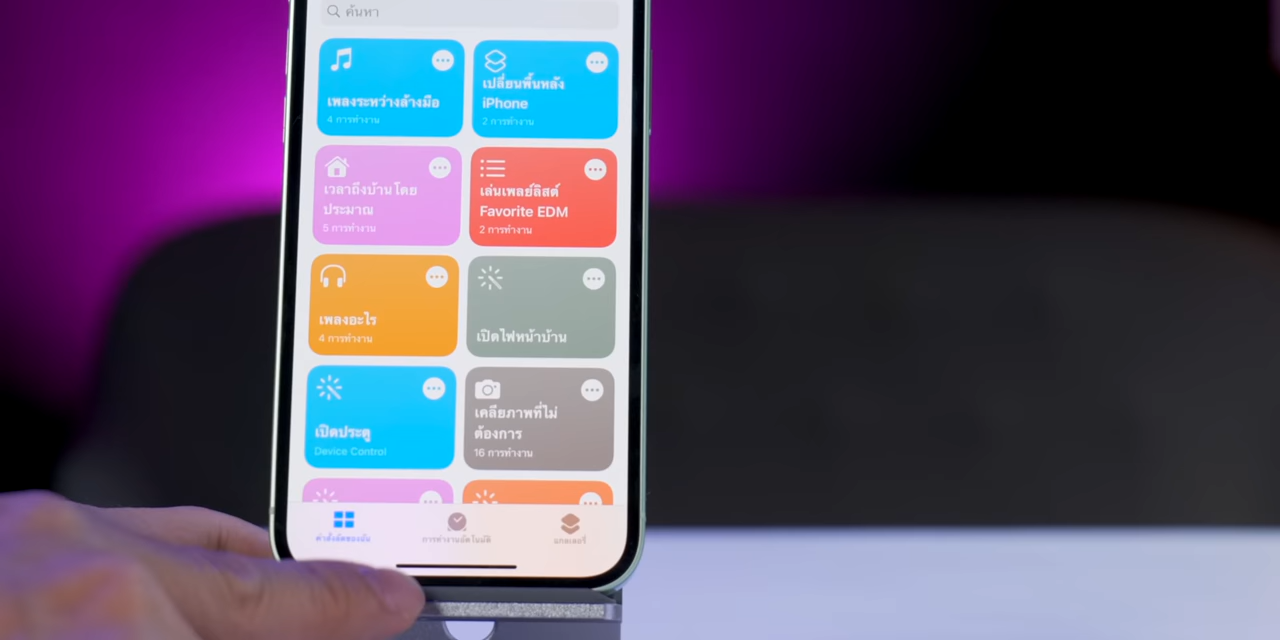 ค้นหา
เพลงระหว่างล้างมือ
4 การทำงาน
เปลี่ยนพื้นหลัง
iPhone
2 การทำงาน
เวลาถึงบ้านโดย
ประมาณ
5 การทำงาน
เล่นเพลย์ลิสต์
Favorite EDM
2 การทำงาน
เพลงอะไร
4 การทำงาน
เปิดไฟหน้าบ้าน
เปิดประตู
Device Control
เคลียภาพที่ไม่
ต้องการ
16 การทำงาน
คำสั่งลัดของฉัน
การทำงานอัตโนมัติ
แกลเลอรี่